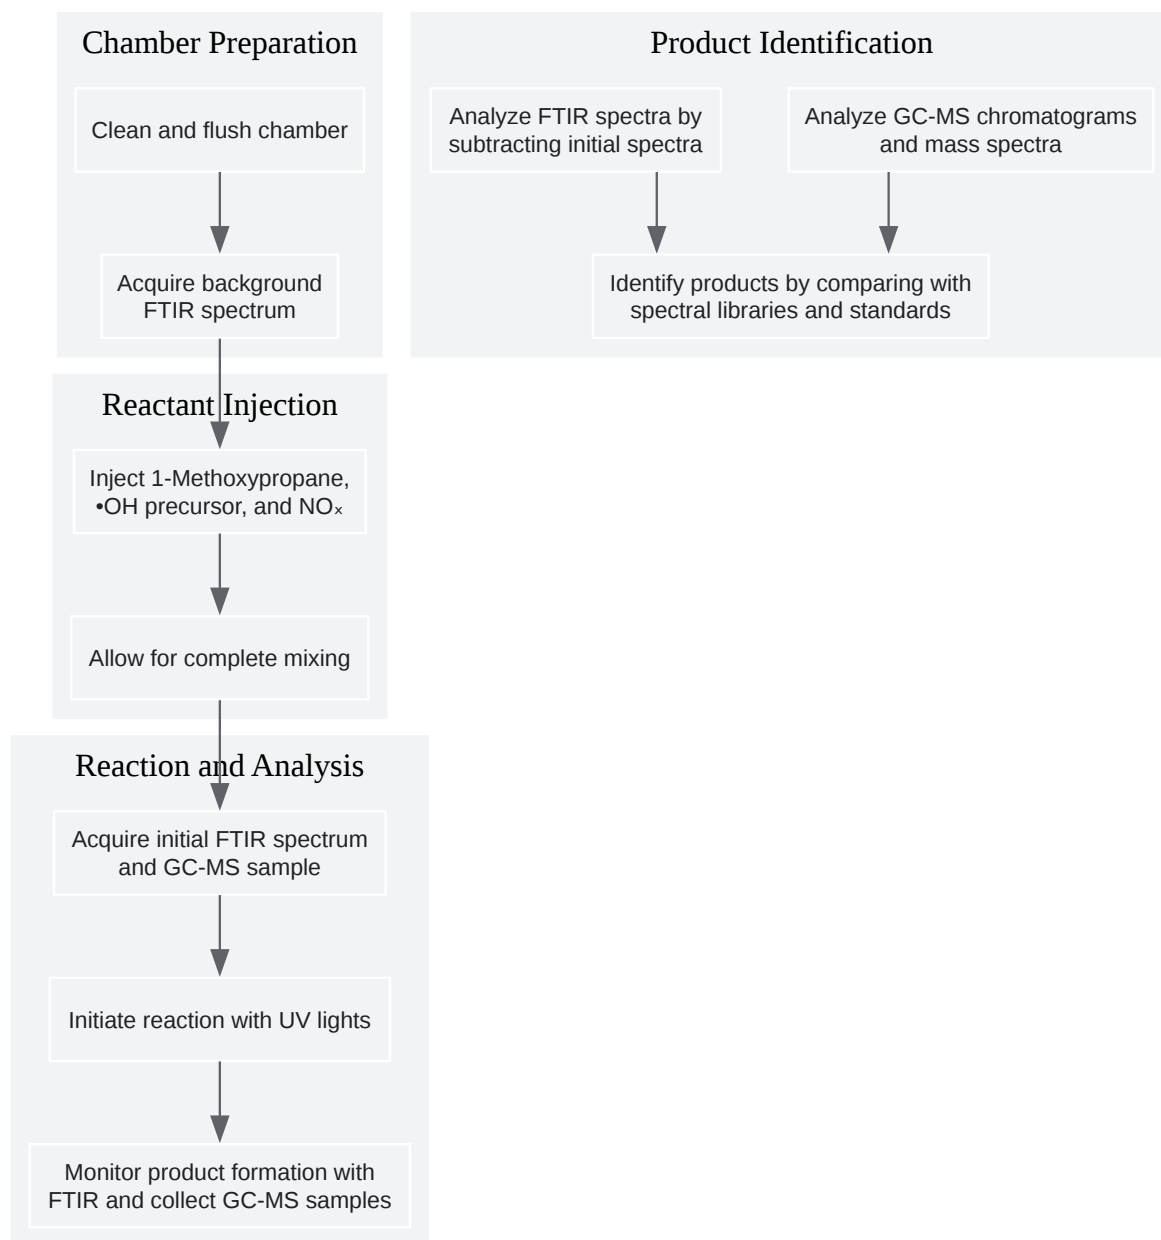 Chamber Preparation
Clean and flush chamber
Acquire background
FTIR spectrum
Reactant Injection
Inject 1-Methoxypropane,
•OH precursor, and NOₓ
Allow for complete mixing
Reaction and Analysis
Acquire initial FTIR spectrum
and GC-MS sample
Initiate reaction with UV lights
Monitor product formation with
FTIR and collect GC-MS samples
Product Identification
Analyze FTIR spectra by
subtracting initial spectra
Analyze GC-MS chromatograms
and mass spectra
Identify products by comparing with
spectral libraries and standards